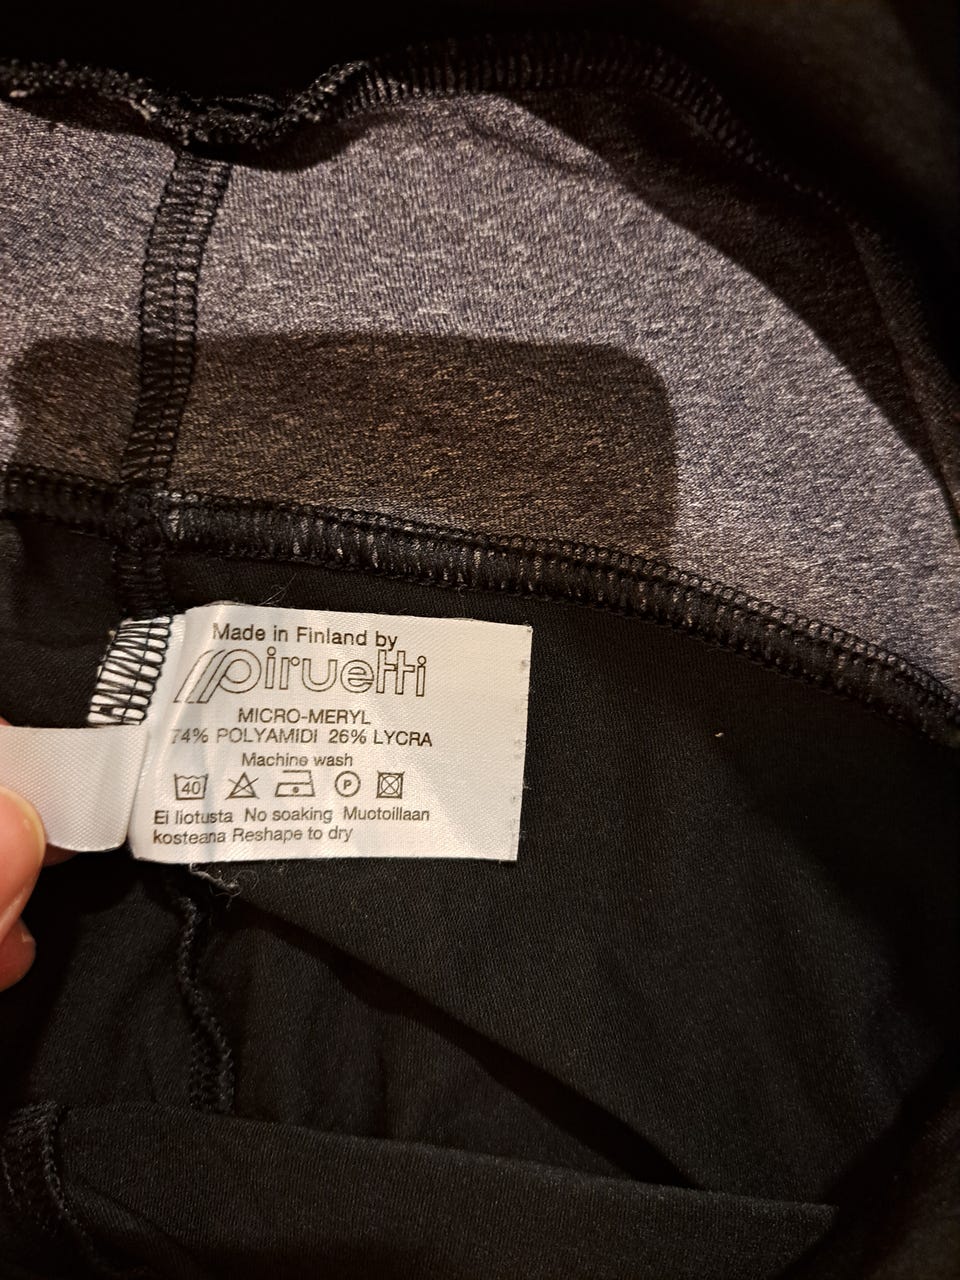 Made in Finland by
Piruetti
MICRO-MERYL
74% POLYAMIDI 26% LYCRA
Machine wash
40 P
Ei liotusta No soaking Muotoillaan
kosteana Reshape to dry